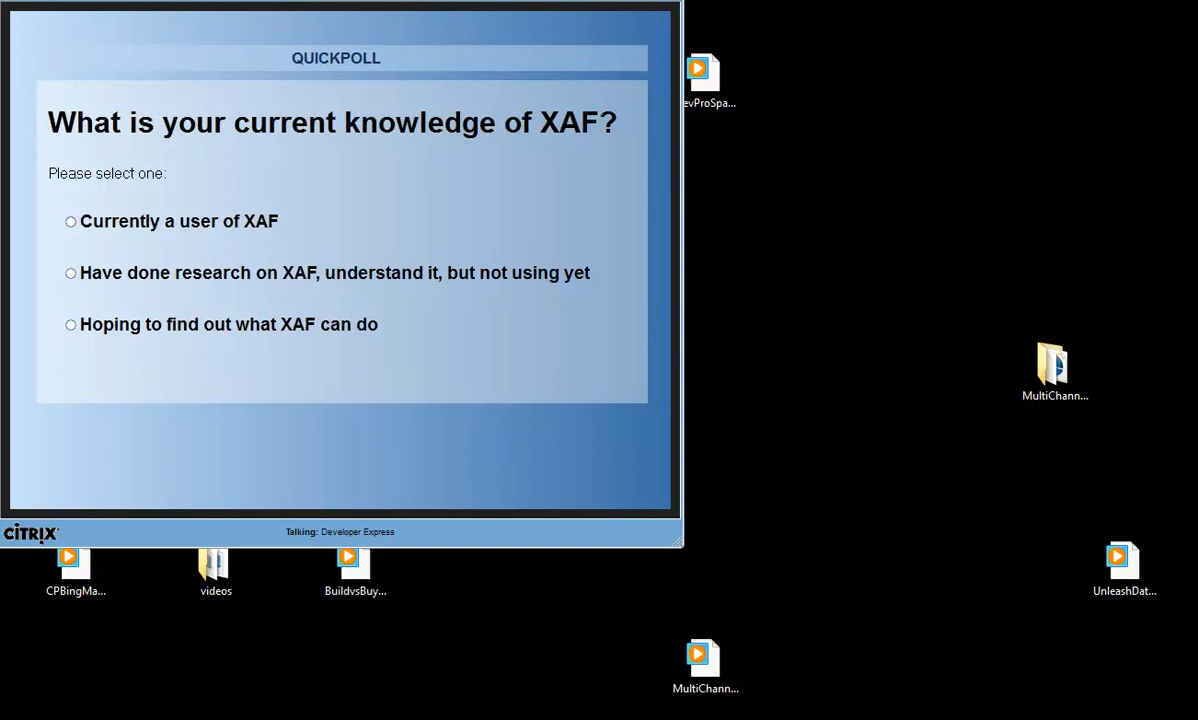 QUICKPOLL
What is your current knowledge of XAF?
Please select one:
Currently a user of XAF
Have done research on XAF, understand it, but not using yet
Hoping to find out what XAF can do
CİTRIX
Talking: Developer Express
evProSpa...
MultiChann...
CPBingMa...
videos
BuildvsBuy...
UnleashDat...
MultiChann...